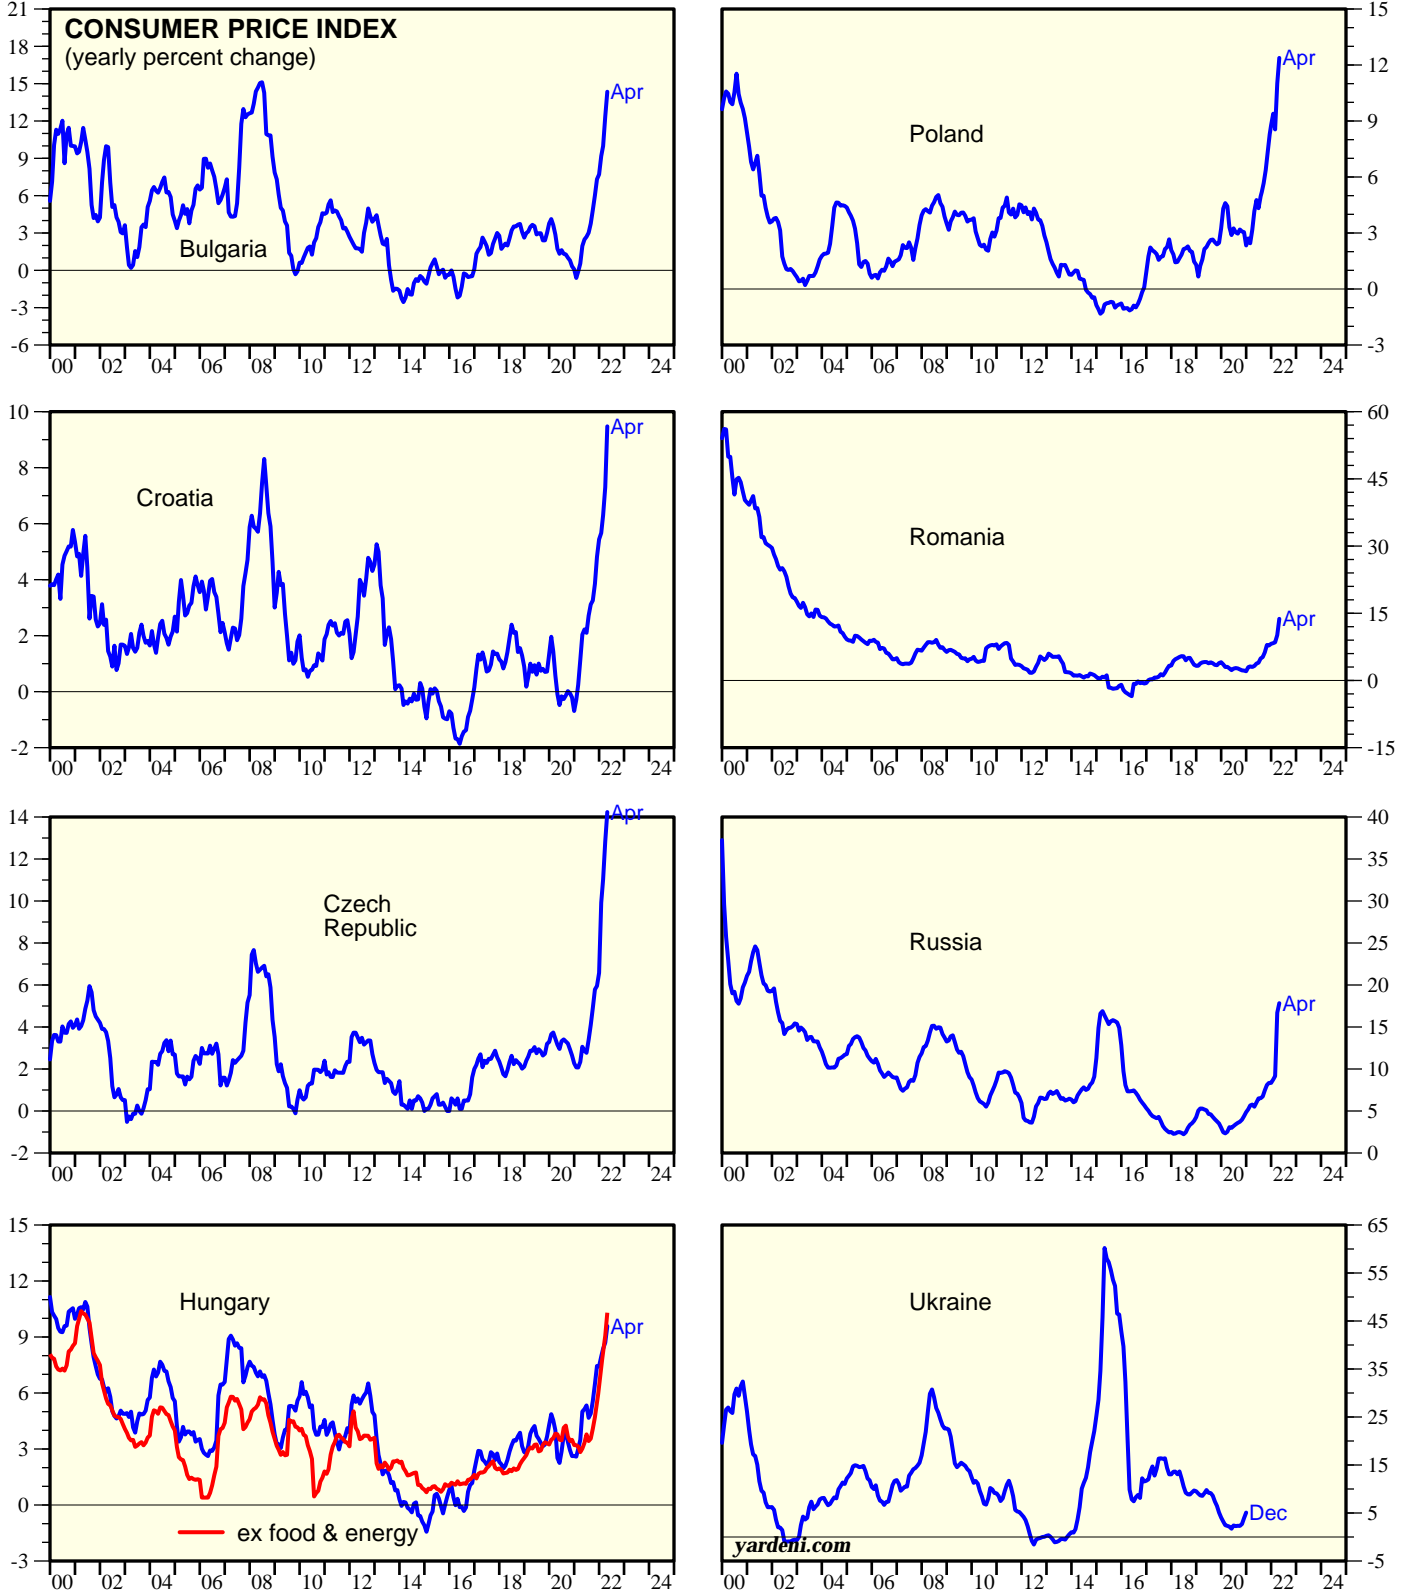 CONSUMER PRICE INDEX
(yearly percent change)
21
18
15
12
9
6
3
0
-3
-6
Apr
Bulgaria
00 02 04 06 08 10 12 14 16 18 20 22 24
15
12
9
6
3
0
-3
Apr
Poland
00 02 04 06 08 10 12 14 16 18 20 22 24
10
8
6
4
2
0
-2
Apr
Croatia
00 02 04 06 08 10 12 14 16 18 20 22 24
60
45
30
15
0
-15
Apr
Romania
00 02 04 06 08 10 12 14 16 18 20 22 24
14
12
10
8
6
4
2
0
-2
Apr
Czech
Republic
00 02 04 06 08 10 12 14 16 18 20 22 24
40
35
30
25
20
15
10
5
0
Apr
Russia
00 02 04 06 08 10 12 14 16 18 20 22 24
15
12
9
6
3
0
-3
Hungary
Apr
ex food & energy
00 02 04 06 08 10 12 14 16 18 20 22 24
65
55
45
35
25
15
5
-5
Ukraine
Dec
yardeni.com
00 02 04 06 08 10 12 14 16 18 20 22 24